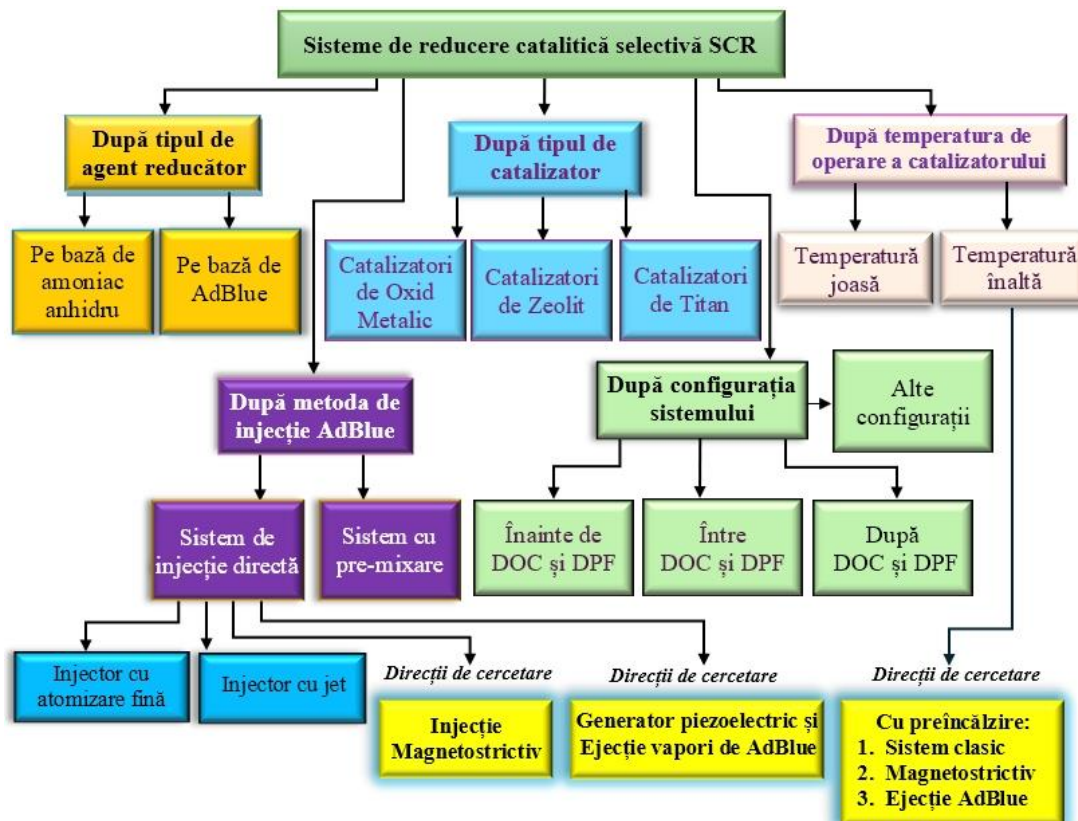 Sisteme de reducere catalitică selectivă SCR
După tipul de
agent reducător
După tipul de
catalizator
După temperatura de
operare a catalizatorului
Pe bază de
amoniac
anhidru
Pe bază de
AdBlue
Catalizatori
de Oxid
Metalic
Catalizatori
de Zeolit
Catalizatori
de Titan
Temperatură
joasă
Temperatură
înaltă
După metoda de
injecție AdBlue
După configurația
sistemului
Alte
configurații
Sistem de
injecție directă
Sistem cu
pre-mixare
Înainte de
DOC și DPF
Între
DOC și DPF
După
DOC și DPF
Injector cu
atomizare fină
Injector cu jet
Direcții de cercetare
Injecție
Magnetostrictiv
Direcții de cercetare
Generator piezoelectric și
Ejecție vapori de AdBlue
Direcții de cercetare
Cu preîncălzire:
1. Sistem clasic
2. Magnetostrictiv
3. Ejecție AdBlue